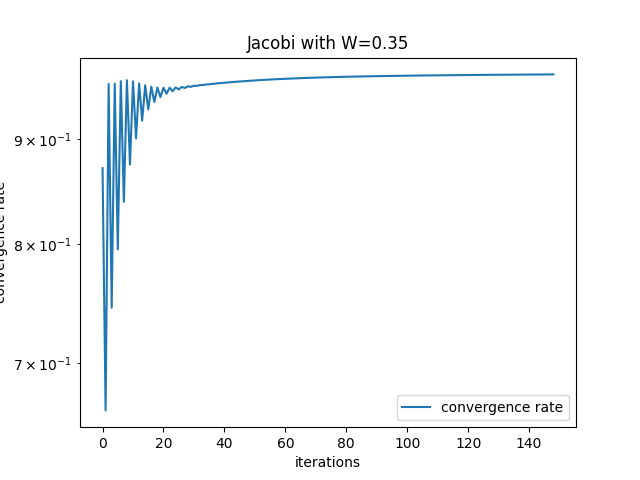 Jacobi with W=0.35
convergence rate
9 × 10⁻¹
8 × 10⁻¹
7 × 10⁻¹
convergence rate
0 20 40 60 80 100 120 140
iterations